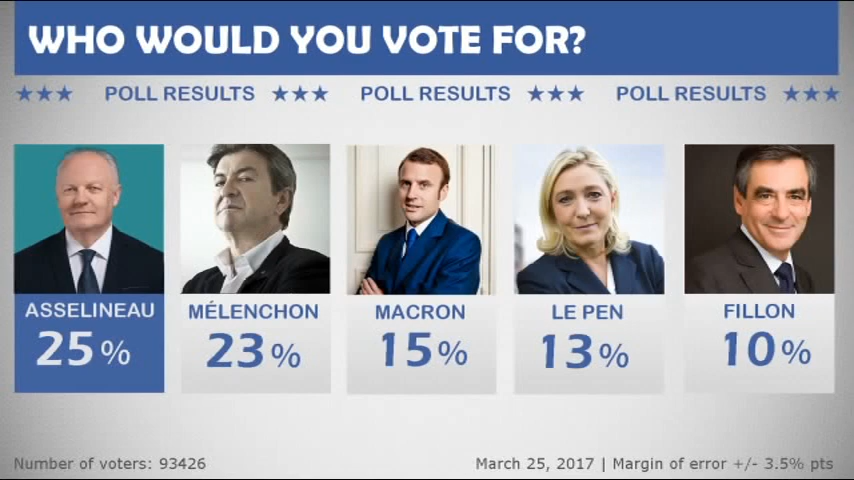 WHO WOULD YOU VOTE FOR?
★★★ POLL RESULTS ★★★ POLL RESULTS ★★★ POLL RESULTS ★★★
ASSELINEAU MÉLENCHON MACRON LE PEN FILLON
25% 23% 15% 13% 10%
Number of voters: 93426 March 25, 2017 | Margin of error +/- 3.5% pts